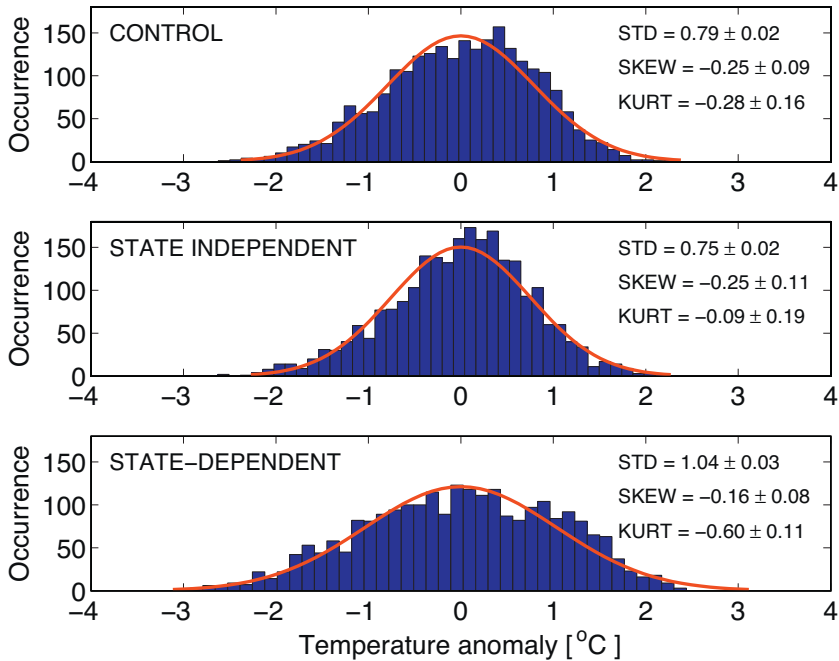 CONTROL
STD = 0.79 ± 0.02
SKEW = −0.25 ± 0.09
KURT = −0.28 ± 0.16
Occurrence
150
100
50
0
−4 −3 −2 −1 0 1 2 3 4
STATE INDEPENDENT
STD = 0.75 ± 0.02
SKEW = −0.25 ± 0.11
KURT = −0.09 ± 0.19
Occurrence
150
100
50
0
−4 −3 −2 −1 0 1 2 3 4
STATE−DEPENDENT
STD = 1.04 ± 0.03
SKEW = −0.16 ± 0.08
KURT = −0.60 ± 0.11
Occurrence
150
100
50
0
−4 −3 −2 −1 0 1 2 3 4
Temperature anomaly [ °C ]